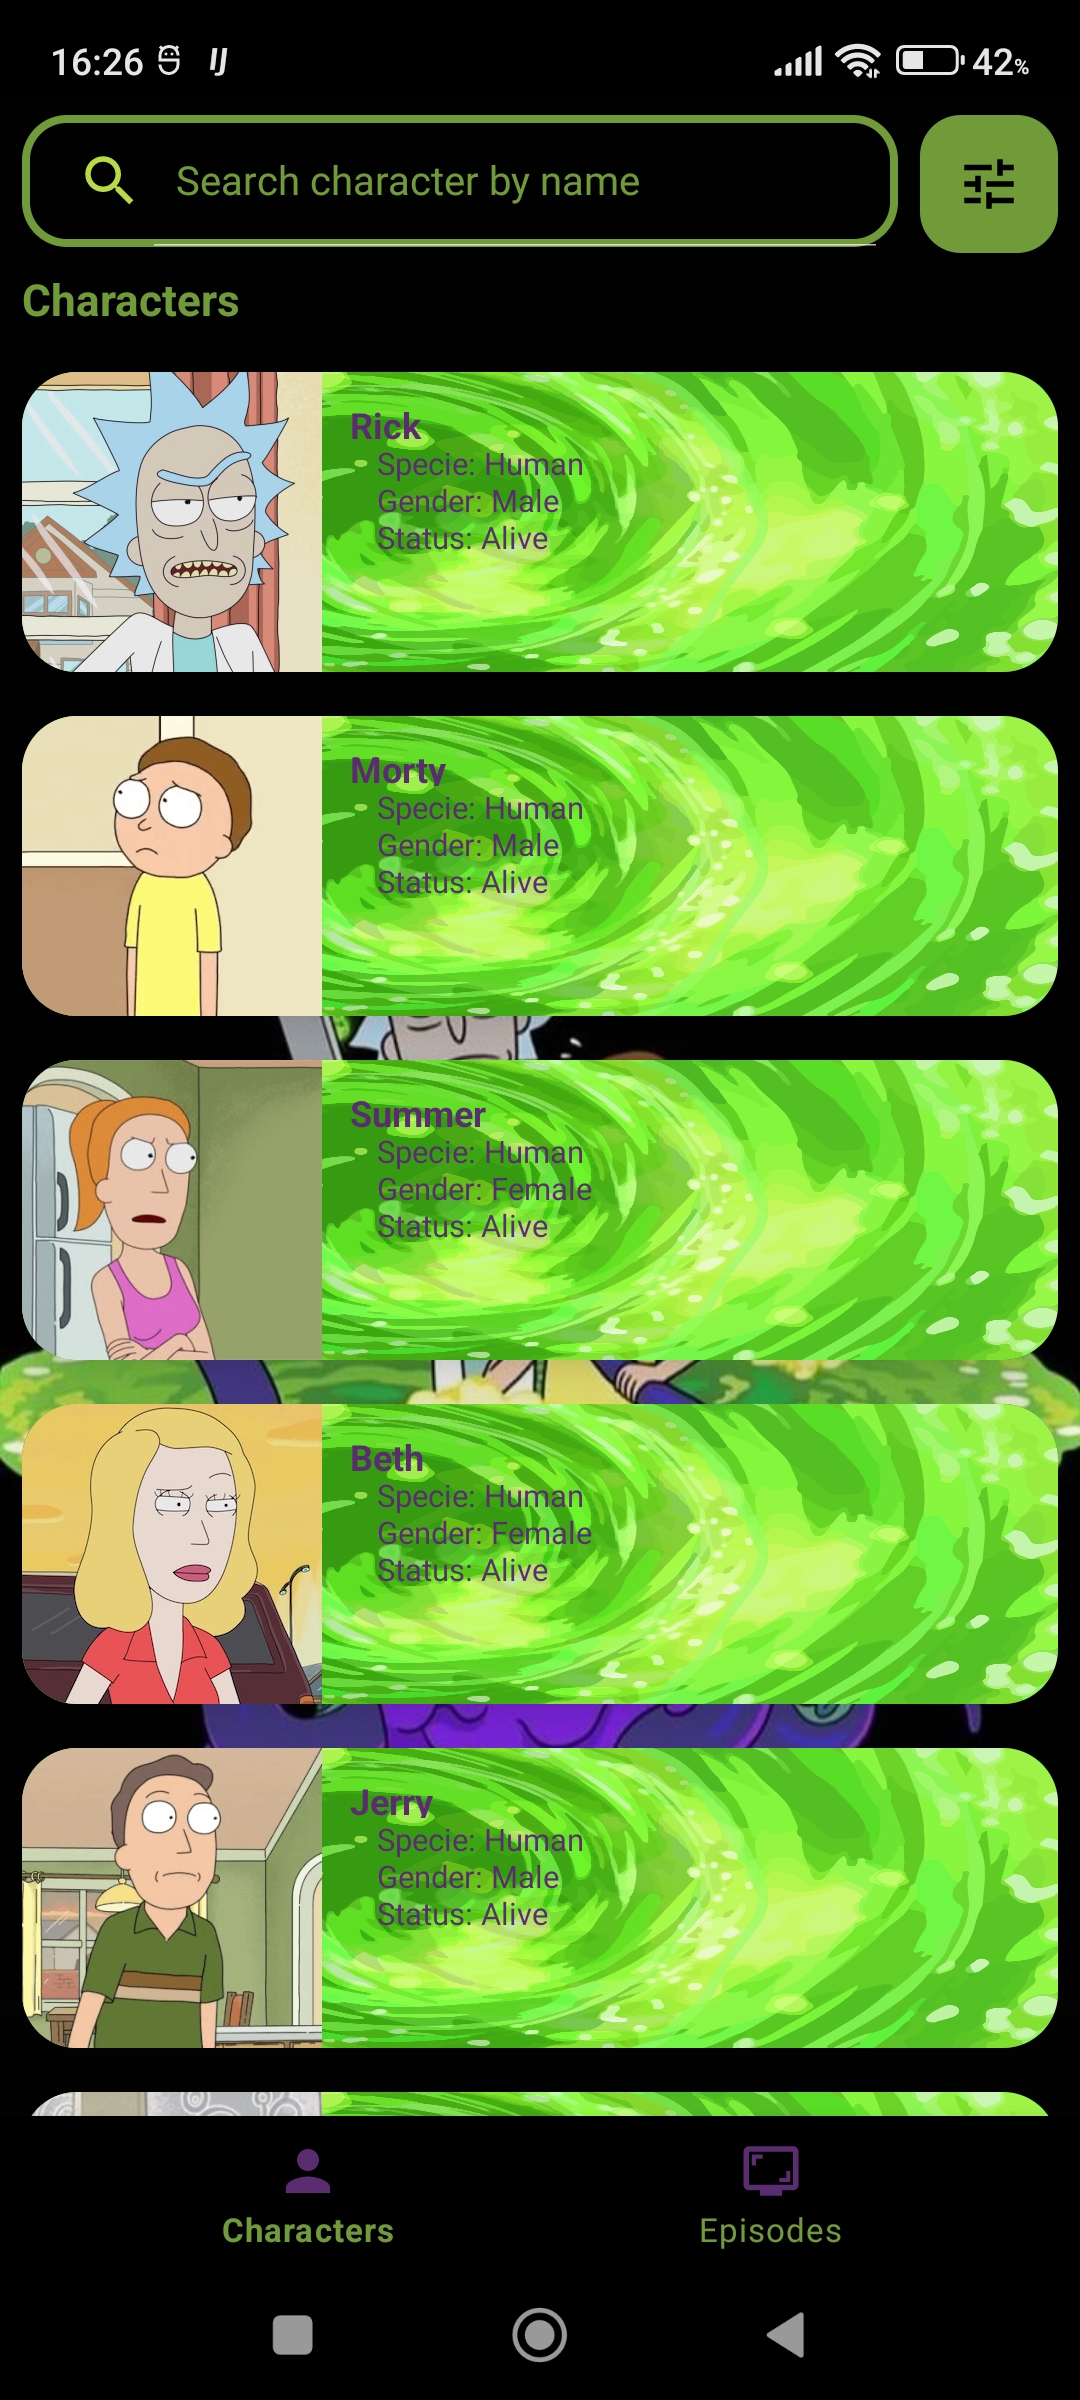 16:26 42%
Search character by name
Characters
Rick
Specie: Human
Gender: Male
Status: Alive
Morty
Specie: Human
Gender: Male
Status: Alive
Summer
Specie: Human
Gender: Female
Status: Alive
Beth
Specie: Human
Gender: Female
Status: Alive
Jerry
Specie: Human
Gender: Male
Status: Alive
Characters Episodes